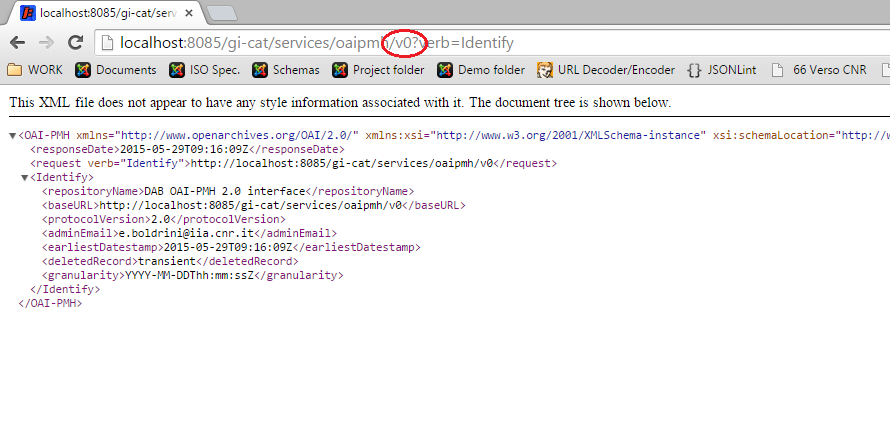 localhost:8085/gi-cat/serv
localhost:8085/gi-cat/services/oaipmh/v0?verb=Identify
WORK ISO Spec. Schemas Project folder Demo folder URL Decoder/Encoder JSONLint 66 Verso CNR
This XML file does not appear to have any style information associated with it. The document tree is shown below.
▼<OAI-PMH xmlns="http://www.openarchives.org/OAI/2.0/" xmlns:xsi="http://www.w3.org/2001/XMLSchema-instance" xsi:schemaLocation="http://w
<responseDate>2015-05-29T09:16:09Z</responseDate>
<request verb="Identify">http://localhost:8085/gi-cat/services/oaipmh/v0</request>
▼<Identify>
<repositoryName>DAB OAI-PMH 2.0 interface</repositoryName>
<baseURL>http://localhost:8085/gi-cat/services/oaipmh/v0</baseURL>
<protocolVersion>2.0</protocolVersion>
<adminEmail>e.boldrini@iia.cnr.it</adminEmail>
<earliestDatestamp>2015-05-29T09:16:09Z</earliestDatestamp>
<deletedRecord>transient</deletedRecord>
<granularity>YYYY-MM-DDThh:mm:ssZ</granularity>
</Identify>
</OAI-PMH>